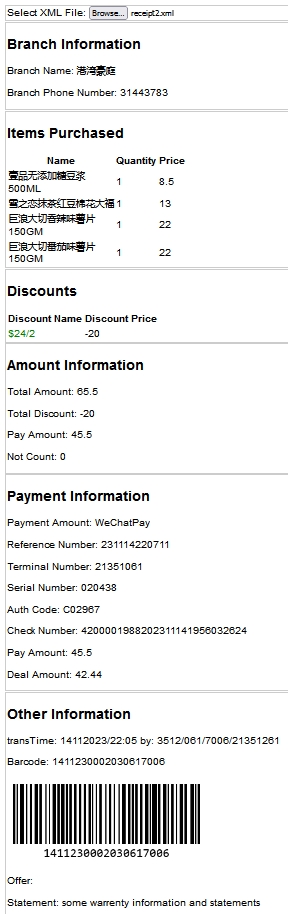 Select XML File: Browse... receipt2.xml
Branch Information
Branch Name: 港湾豪庭
Branch Phone Number: 31443783
Items Purchased
Name Quantity Price
壹品无添加糖豆浆 500ML 1 8.5
雪之恋抹茶红豆棉花大福 1 13
巨浪大切香辣味薯片 150GM 1 22
巨浪大切番茄味薯片 150GM 1 22
Discounts
Discount Name Discount Price
$24/2 -20
Amount Information
Total Amount: 65.5
Total Discount: -20
Pay Amount: 45.5
Not Count: 0
Payment Information
Payment Amount: WeChatPay
Reference Number: 231114220711
Terminal Number: 21351061
Serial Number: 020438
Auth Code: C02967
Check Number: 4200001988202311141956032624
Pay Amount: 45.5
Deal Amount: 42.44
Other Information
transTime: 14112023/22:05 by: 3512/061/7006/21351261
Barcode: 1411230002030617006
1411230002030617006
Offer:
Statement: some warrenty information and statements